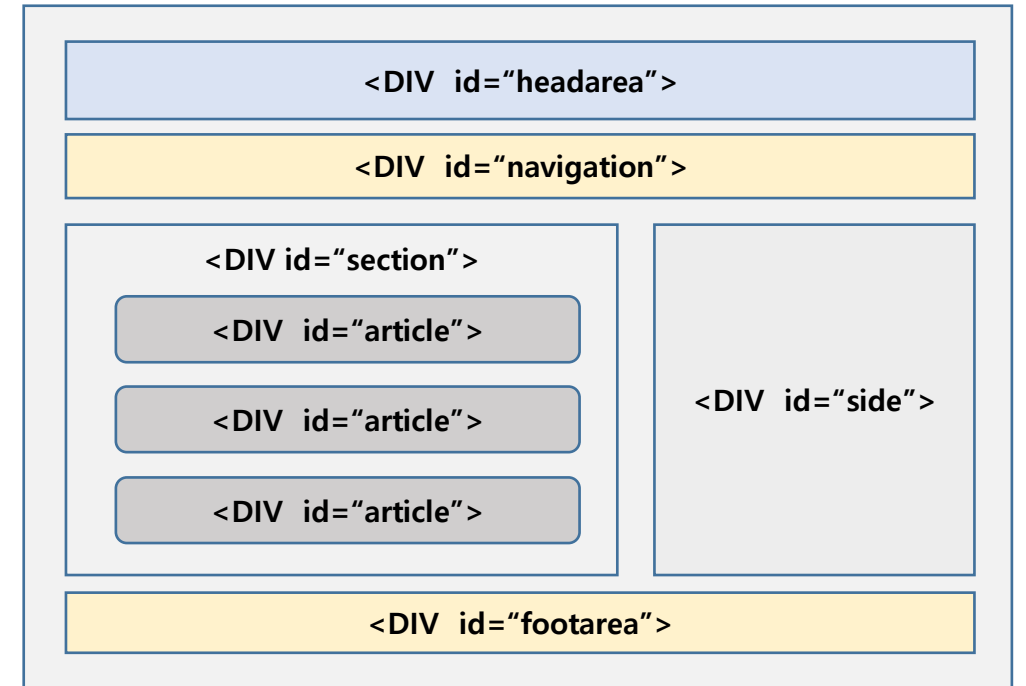 <DIV  id=“headarea”>
<DIV  id=“navigation”>
<DIV id=“section”>
<DIV  id=“article”>
<DIV  id=“article”>
<DIV  id=“article”>
<DIV  id=“side”>
<DIV  id=“footarea”>